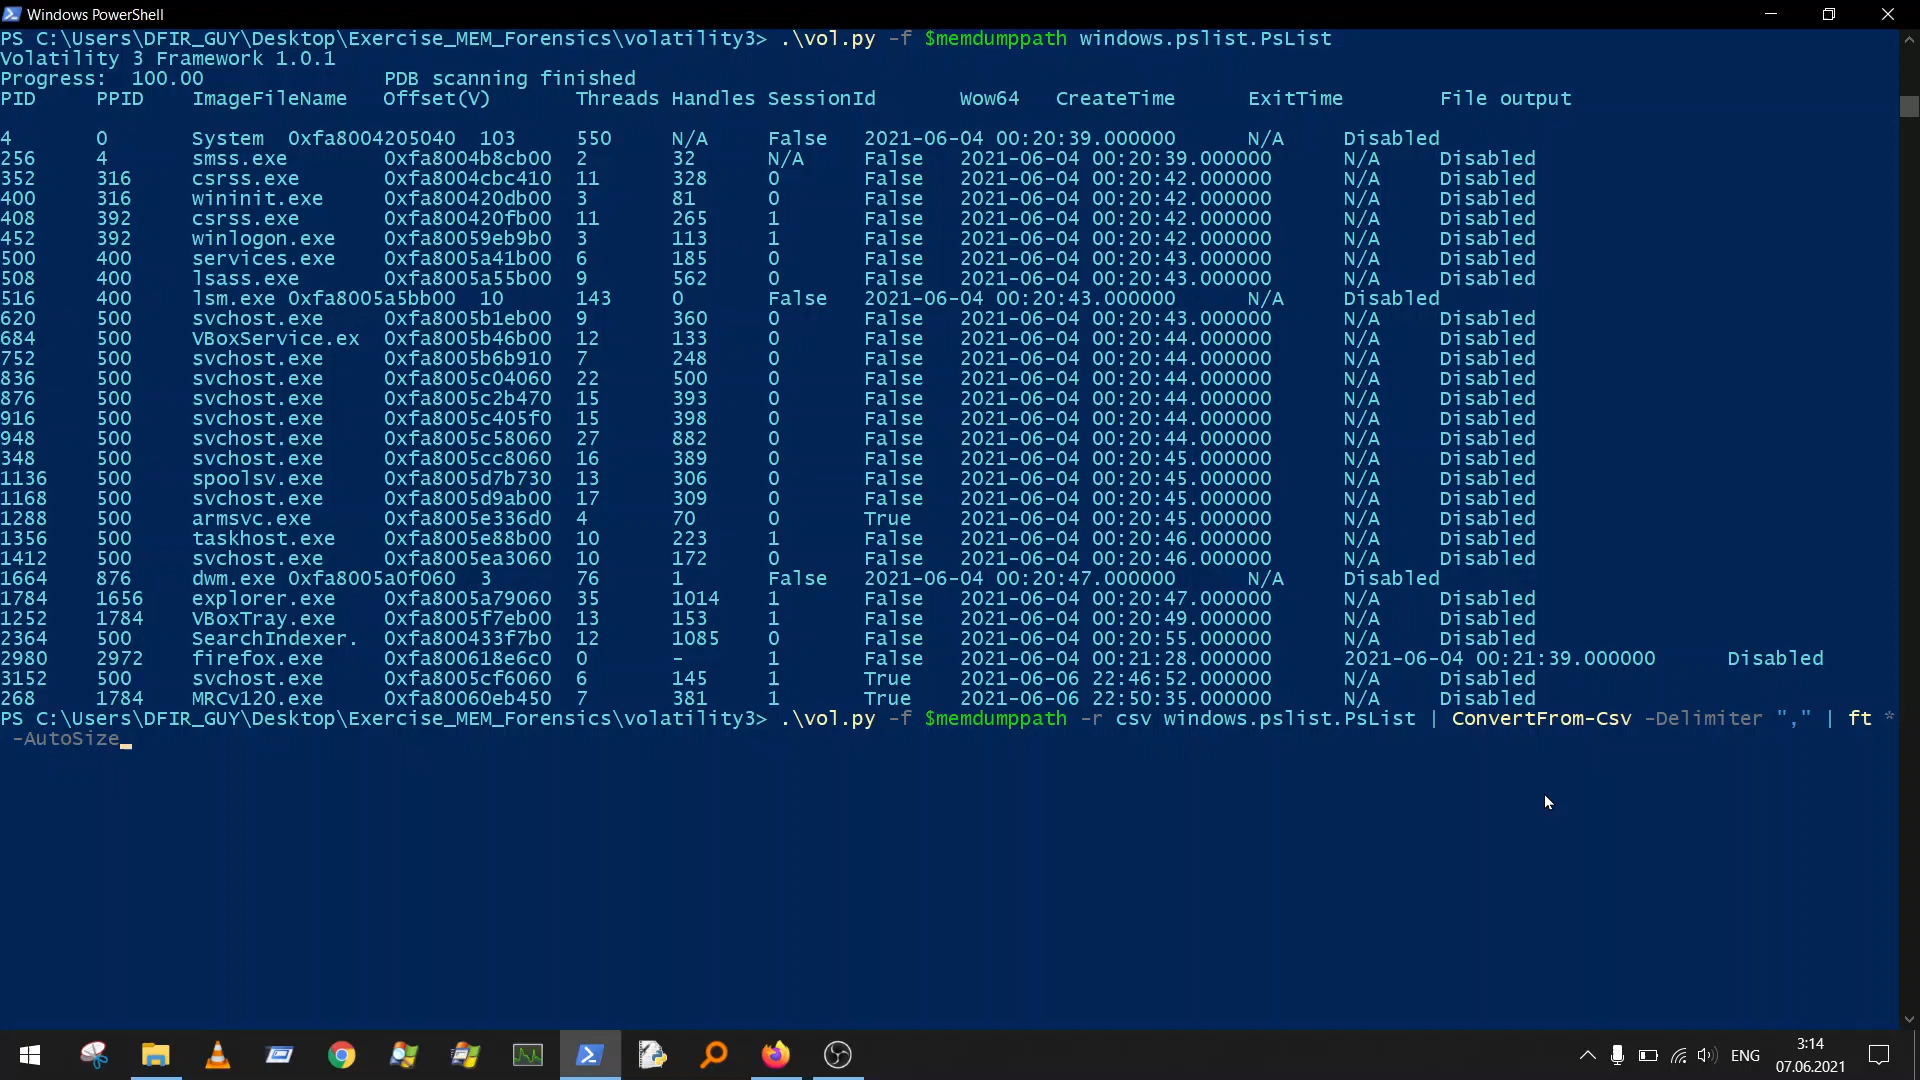 Windows PowerShell
PS C:\Users\DFIR_GUY\Desktop\Exercise_MEM_Forensics\volatility3> .\vol.py -f $memdumppath windows.pslist.PsList
Volatility 3 Framework 1.0.1
Progress:  100.00               PDB scanning finished
PID     PPID    ImageFileName   Offset(V)       Threads Handles SessionId       Wow64   CreateTime      ExitTime        File output
4       0       System  0xfa8004205040  103     550     N/A     False   2021-06-04 00:20:39.000000      N/A     Disabled
256     4       smss.exe        0xfa8004b8cb00  2       32      N/A     False   2021-06-04 00:20:39.000000      N/A     Disabled
352     316     csrss.exe       0xfa8004cbc410  11      328     0       False   2021-06-04 00:20:42.000000      N/A     Disabled
400     316     wininit.exe     0xfa800420db00  3       81      0       False   2021-06-04 00:20:42.000000      N/A     Disabled
408     392     csrss.exe       0xfa800420fb00  11      265     1       False   2021-06-04 00:20:42.000000      N/A     Disabled
452     392     winlogon.exe    0xfa80059eb9b0  3       113     1       False   2021-06-04 00:20:42.000000      N/A     Disabled
500     400     services.exe    0xfa8005a41b00  6       185     0       False   2021-06-04 00:20:43.000000      N/A     Disabled
508     400     lsass.exe       0xfa8005a55b00  9       562     0       False   2021-06-04 00:20:43.000000      N/A     Disabled
516     400     lsm.exe 0xfa8005a5bb00  10      143     0       False   2021-06-04 00:20:43.000000      N/A     Disabled
620     500     svchost.exe     0xfa8005b1eb00  9       360     0       False   2021-06-04 00:20:43.000000      N/A     Disabled
684     500     VBoxService.ex  0xfa8005b46b00  12      133     0       False   2021-06-04 00:20:44.000000      N/A     Disabled
752     500     svchost.exe     0xfa8005b6b910  7       248     0       False   2021-06-04 00:20:44.000000      N/A     Disabled
836     500     svchost.exe     0xfa8005c04060  22      500     0       False   2021-06-04 00:20:44.000000      N/A     Disabled
876     500     svchost.exe     0xfa8005c2b470  15      393     0       False   2021-06-04 00:20:44.000000      N/A     Disabled
916     500     svchost.exe     0xfa8005c405f0  15      398     0       False   2021-06-04 00:20:44.000000      N/A     Disabled
948     500     svchost.exe     0xfa8005c58060  27      882     0       False   2021-06-04 00:20:44.000000      N/A     Disabled
348     500     svchost.exe     0xfa8005cc8060  16      389     0       False   2021-06-04 00:20:45.000000      N/A     Disabled
1136    500     spoolsv.exe     0xfa8005d7b730  13      306     0       False   2021-06-04 00:20:45.000000      N/A     Disabled
1168    500     svchost.exe     0xfa8005d9ab00  17      309     0       False   2021-06-04 00:20:45.000000      N/A     Disabled
1288    500     armsvc.exe      0xfa8005e336d0  4       70      0       True    2021-06-04 00:20:45.000000      N/A     Disabled
1356    500     taskhost.exe    0xfa8005e88b00  10      223     1       False   2021-06-04 00:20:46.000000      N/A     Disabled
1412    500     svchost.exe     0xfa8005ea3060  10      172     0       False   2021-06-04 00:20:46.000000      N/A     Disabled
1664    876     dwm.exe 0xfa8005a0f060  3       76      1       False   2021-06-04 00:20:47.000000      N/A     Disabled
1784    1656    explorer.exe    0xfa8005a79060  35      1014    1       False   2021-06-04 00:20:47.000000      N/A     Disabled
1252    1784    VBoxTray.exe    0xfa8005f7eb00  13      153     1       False   2021-06-04 00:20:49.000000      N/A     Disabled
2364    500     SearchIndexer.  0xfa800433f7b0  12      1085    0       False   2021-06-04 00:20:55.000000      N/A     Disabled
2980    2972    firefox.exe     0xfa800618e6c0  0       -       1       False   2021-06-04 00:21:28.000000      2021-06-04 00:21:39.000000      Disabled
3152    500     svchost.exe     0xfa8005cf6060  6       145     1       True    2021-06-06 22:46:52.000000      N/A     Disabled
268     1784    MRCv120.exe     0xfa80060eb450  7       381     1       True    2021-06-06 22:50:35.000000      N/A     Disabled
PS C:\Users\DFIR_GUY\Desktop\Exercise_MEM_Forensics\volatility3> .\vol.py -f $memdumppath -r csv windows.pslist.PsList | ConvertFrom-Csv -Delimiter "," | ft *
-AutoSize
ENG
3:14
07.06.2021